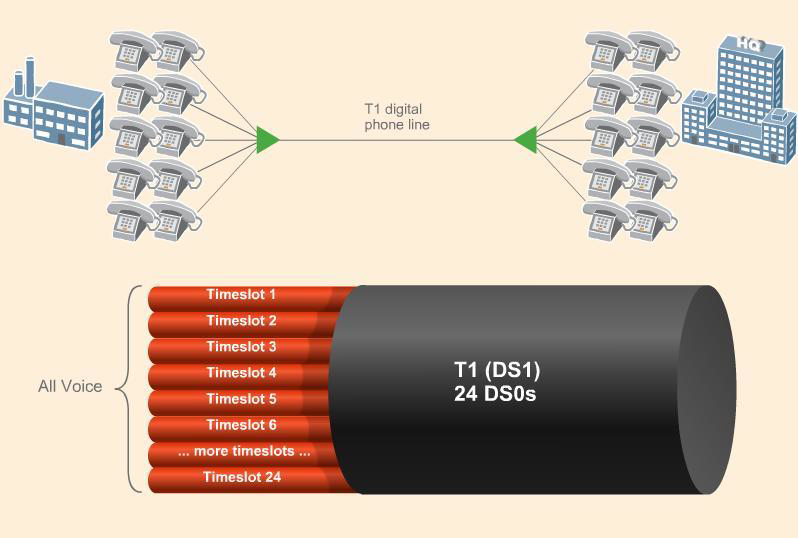 HQ
T1 digital
phone line
All Voice
Timeslot 1
Timeslot 2
Timeslot 3
Timeslot 4
Timeslot 5
Timeslot 6
... more timeslots ...
Timeslot 24
T1 (DS1)
24 DS0s